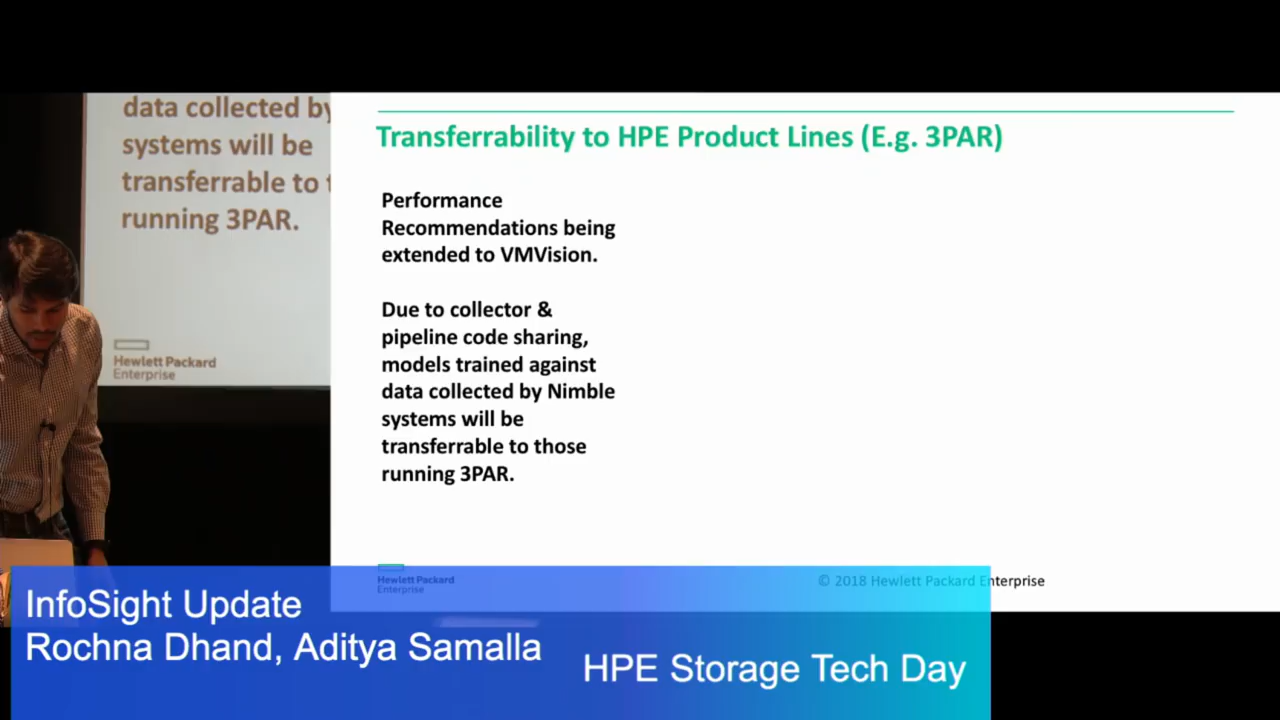 data collected by
systems will be
transferrable to
running 3PAR.
Hewlett Packard
Enterprise
Transferrability to HPE Product Lines (E.g. 3PAR)
Performance
Recommendations being
extended to VMVision.
Due to collector &
pipeline code sharing,
models trained against
data collected by Nimble
systems will be
transferrable to those
running 3PAR.
Hewlett Packard
Enterprise
© 2018 Hewlett Packard Enterprise
InfoSight Update
Rochna Dhand, Aditya Samalla
HPE Storage Tech Day